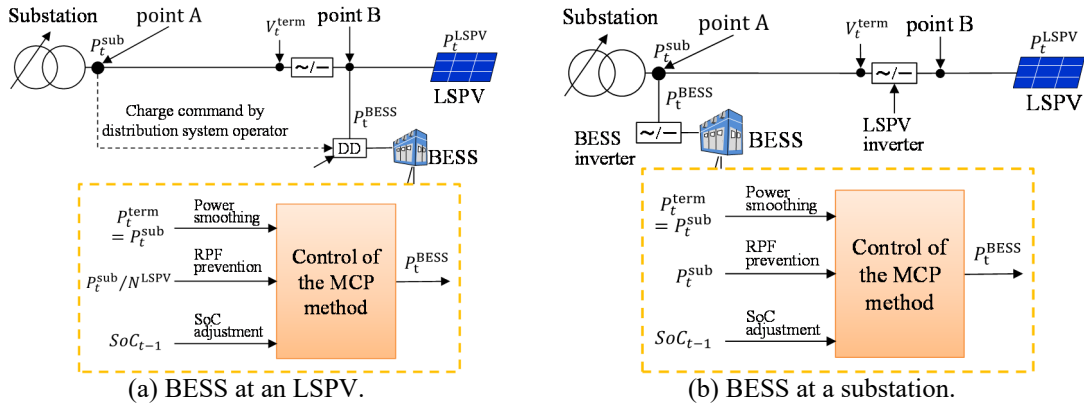 Substation
point A
P_t^sub
V_t^term
point B
P_t^LSPV
~/−
LSPV
Charge command by
distribution system operator
P_t^BESS
DD
BESS
P_t^term
= P_t^sub
Power
smoothing
P_t^sub/N^LSPV
RPF
prevention
SoC_t−1
SoC
adjustment
Control of
the MCP
method
P_t^BESS
(a) BESS at an LSPV.
Substation
point A
P_t^sub
V_t^term
point B
P_t^LSPV
~/−
LSPV
P_t^BESS
BESS
inverter
~/−
BESS
LSPV
inverter
P_t^term
= P_t^sub
Power
smoothing
P_t^sub
RPF
prevention
SoC_t−1
SoC
adjustment
Control of
the MCP
method
P_t^BESS
(b) BESS at a substation.